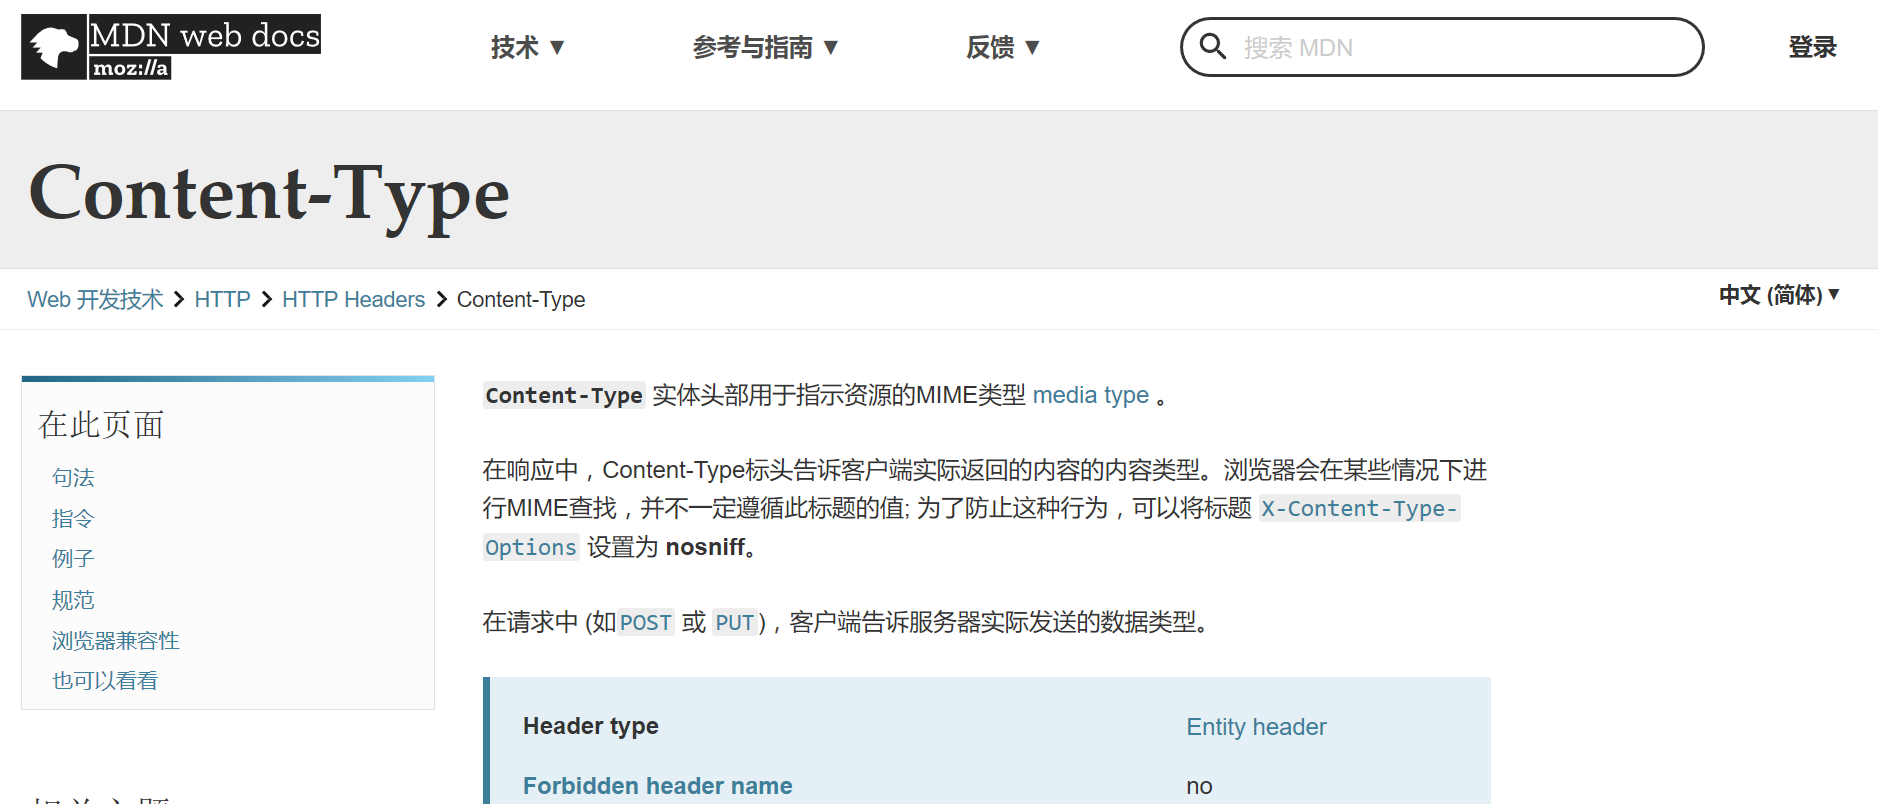 MDN web docs
moz://a
技术 ▼
参考与指南 ▼
反馈 ▼
搜索 MDN
登录
Content-Type
Web 开发技术 > HTTP > HTTP Headers > Content-Type
中文 (简体) ▼
在此页面
句法
指令
例子
规范
浏览器兼容性
也可以看看
Content-Type 实体头部用于指示资源的MIME类型 media type 。
在响应中，Content-Type标头告诉客户端实际返回的内容的内容类型。浏览器会在某些情况下进
行MIME查找，并不一定遵循此标题的值; 为了防止这种行为，可以将标题 X-Content-Type-
Options 设置为 nosniff。
在请求中 (如POST 或 PUT)，客户端告诉服务器实际发送的数据类型。
Header type Entity header
Forbidden header name no